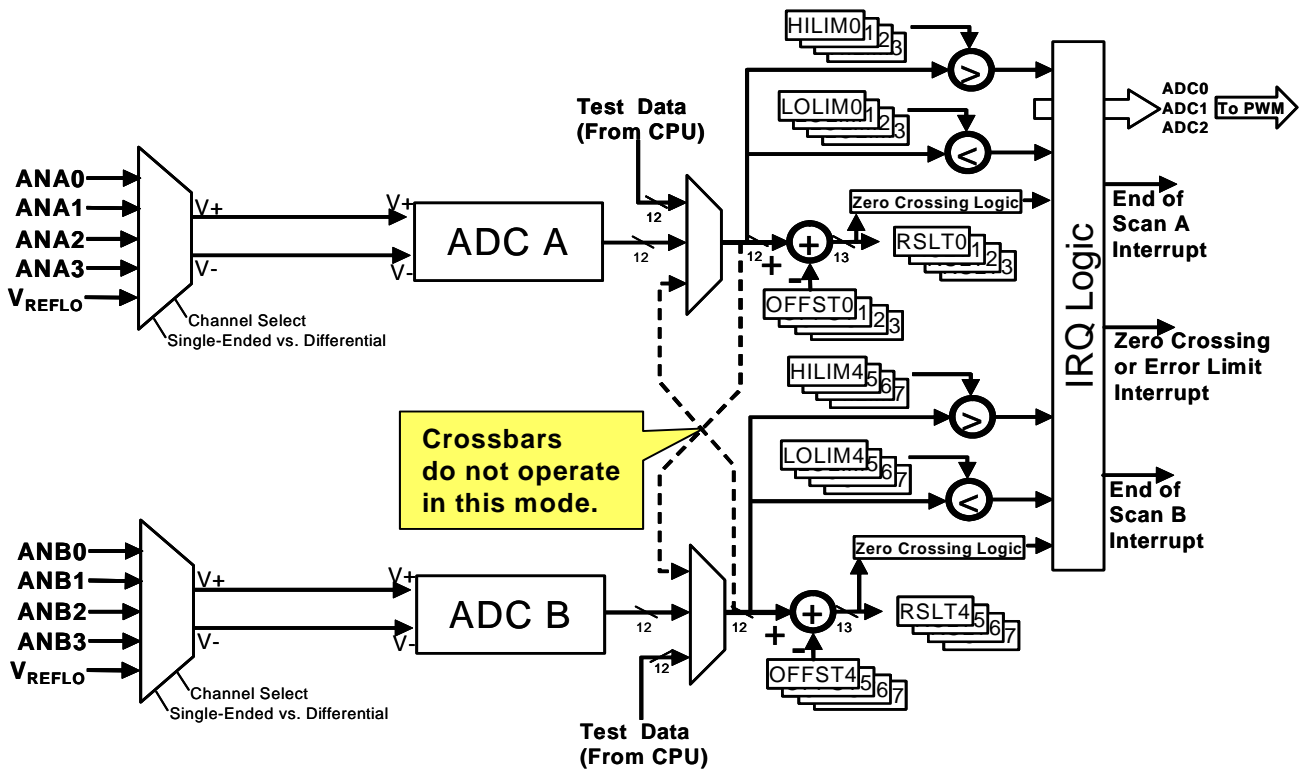 HILIM0 1 2 3
>
LOLIM0 1 2 3
<
ADC0
ADC1
ADC2
To PWM
Test Data
(From CPU)
ANA0
ANA1
ANA2
ANA3
VREFLO
V+
V-
V+
V-
ADC A
12
12
12
+
-
+
13
Zero Crossing Logic
RSLT0 1 2 3
OFFST0 1 2 3
Channel Select
Single-Ended vs. Differential
IRQ Logic
End of
Scan A
Interrupt
Zero Crossing
or Error Limit
Interrupt
End of
Scan B
Interrupt
Crossbars
do not operate
in this mode.
HILIM4 5 6 7
>
LOLIM4 5 6 7
<
ANB0
ANB1
ANB2
ANB3
VREFLO
V+
V-
V+
V-
ADC B
12
12
12
+
-
+
13
Zero Crossing Logic
RSLT4 5 6 7
OFFST4 5 6 7
Channel Select
Single-Ended vs. Differential
Test Data
(From CPU)